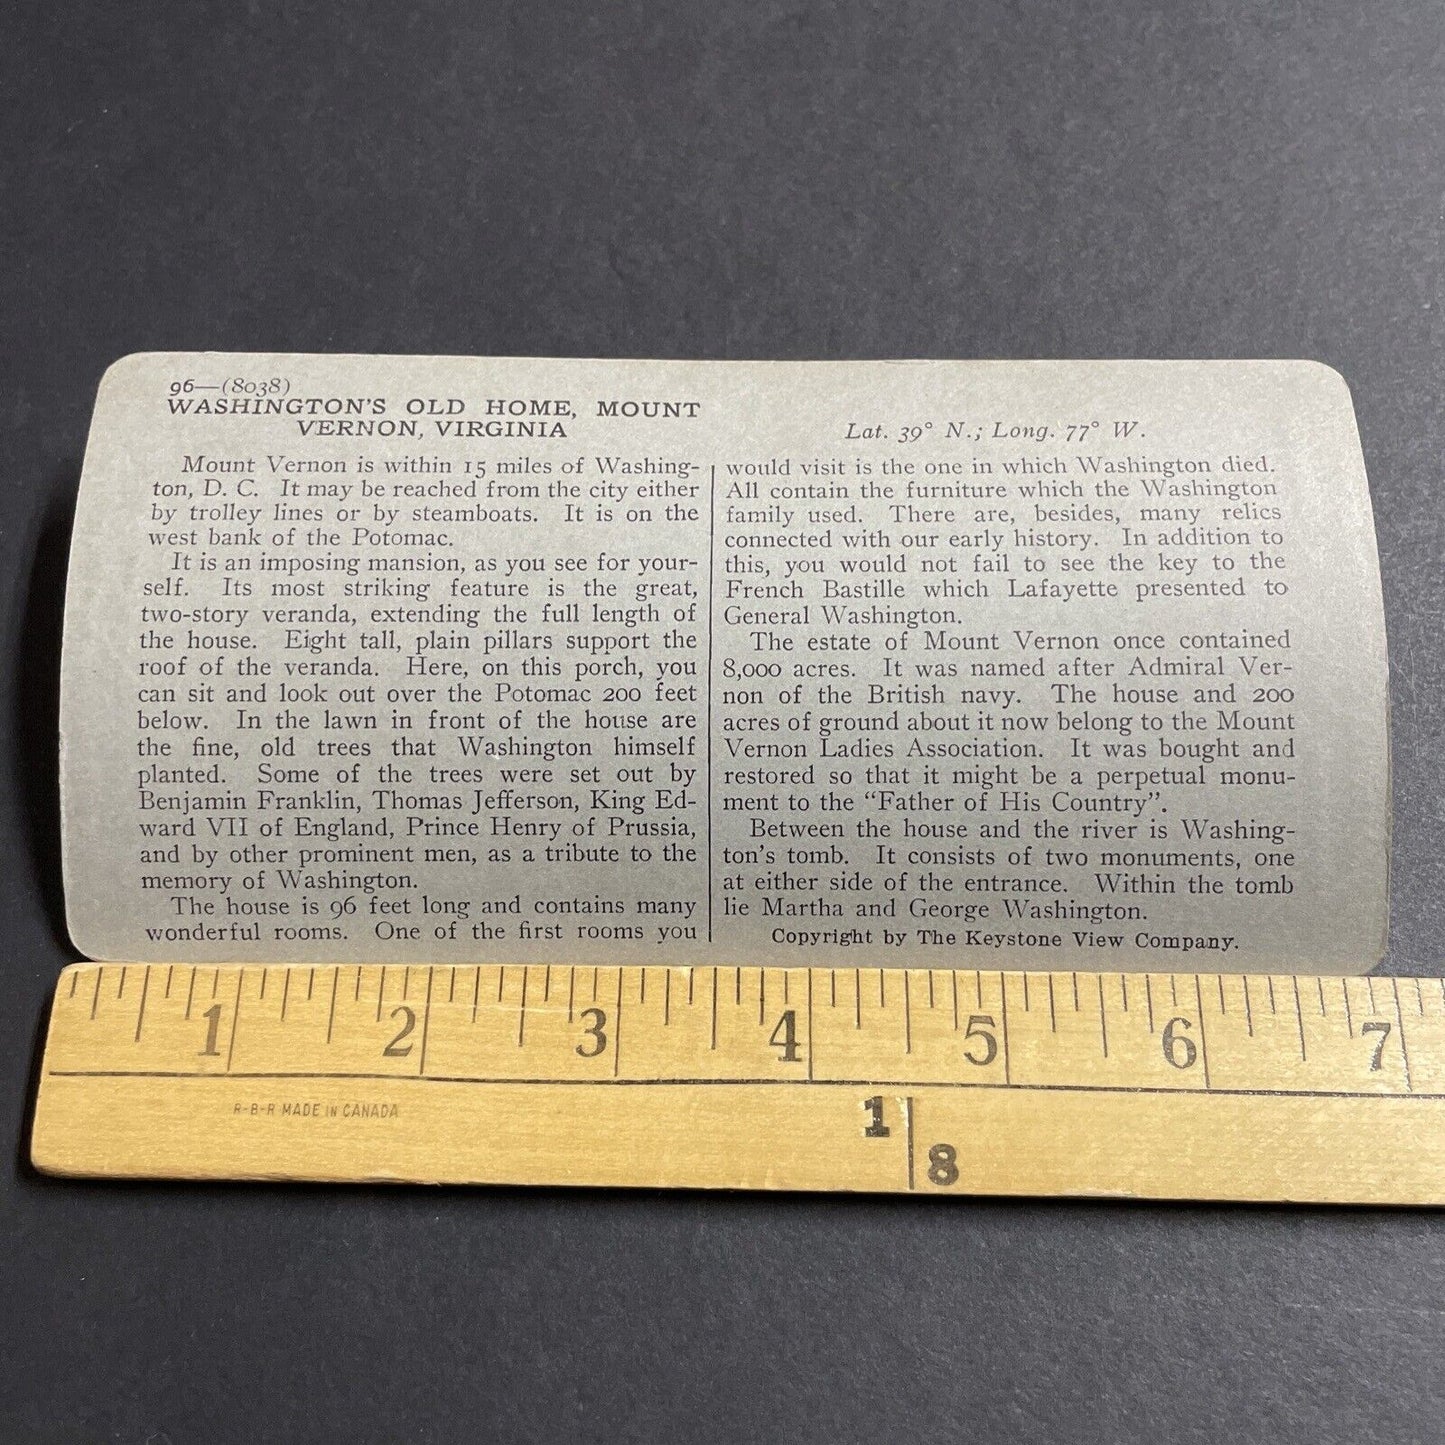 96—(8038)
WASHINGTON'S OLD HOME, MOUNT
VERNON, VIRGINIA
Mount Vernon is within 15 miles of Washing-
ton, D. C. It may be reached from the city either
by trolley lines or by steamboats. It is on the
west bank of the Potomac.
It is an imposing mansion, as you see for your-
self. Its most striking feature is the great,
two-story veranda, extending the full length of
the house. Eight tall, plain pillars support the
roof of the veranda. Here, on this porch, you
can sit and look out over the Potomac 200 feet
below. In the lawn in front of the house are
the fine, old trees that Washington himself
planted. Some of the trees were set out by
Benjamin Franklin, Thomas Jefferson, King Ed-
ward VII of England, Prince Henry of Prussia,
and by other prominent men, as a tribute to the
memory of Washington.
The house is 96 feet long and contains many
wonderful rooms. One of the first rooms you
Lat. 39° N.; Long. 77° W.
would visit is the one in which Washington died.
All contain the furniture which the Washington
family used. There are, besides, many relics
connected with our early history. In addition to
this, you would not fail to see the key to the
French Bastille which Lafayette presented to
General Washington.
The estate of Mount Vernon once contained
8,000 acres. It was named after Admiral Ver-
non of the British navy. The house and 200
acres of ground about it now belong to the Mount
Vernon Ladies Association. It was bought and
restored so that it might be a perpetual monu-
ment to the "Father of His Country".
Between the house and the river is Washing-
ton's tomb. It consists of two monuments, one
at either side of the entrance. Within the tomb
lie Martha and George Washington.
Copyright by The Keystone View Company.
1 2 3 4 5 6 7
R-B-R MADE IN CANADA
1
8